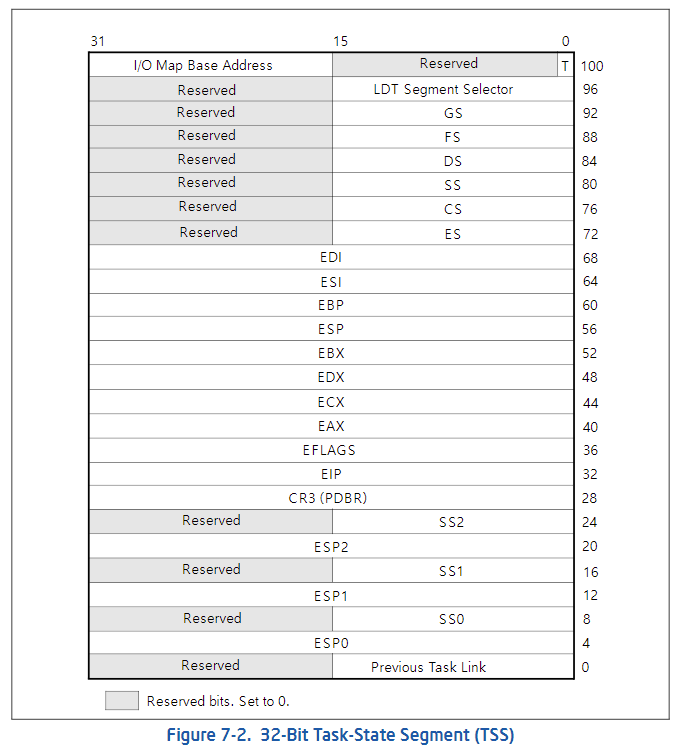 31 15 0
I/O Map Base Address Reserved T 100
Reserved LDT Segment Selector 96
Reserved GS 92
Reserved FS 88
Reserved DS 84
Reserved SS 80
Reserved CS 76
Reserved ES 72
EDI 68
ESI 64
EBP 60
ESP 56
EBX 52
EDX 48
ECX 44
EAX 40
EFLAGS 36
EIP 32
CR3 (PDBR) 28
Reserved SS2 24
ESP2 20
Reserved SS1 16
ESP1 12
Reserved SS0 8
ESP0 4
Reserved Previous Task Link 0
Reserved bits. Set to 0.
Figure 7-2. 32-Bit Task-State Segment (TSS)